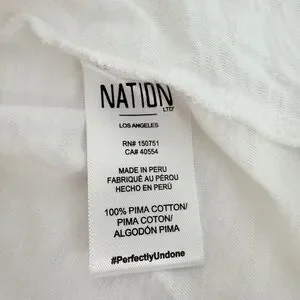 NATION
LTD
LOS ANGELES
RN# 150751
CA# 40554
MADE IN PERU
FABRIQUÉ AU PÉROU
HECHO EN PERÚ
100% PIMA COTTON/
PIMA COTON/
ALGODÓN PIMA
#PerfectlyUndone